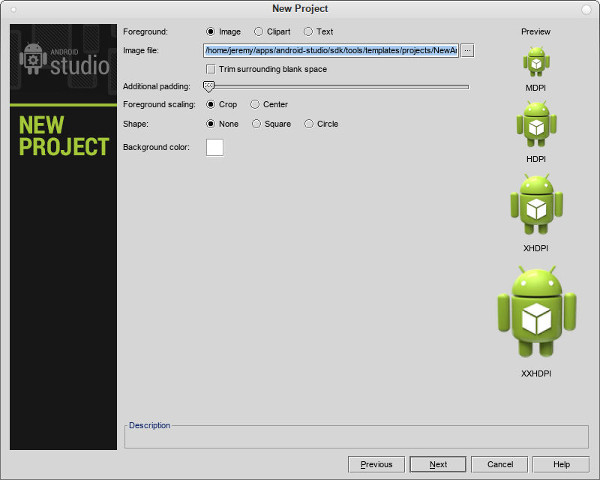 New Project
ANDROID
studio
NEW
PROJECT
Foreground: Image Clipart Text
Image file: /home/jeremy/apps/android-studio/sdk/tools/templates/projects/NewAn ...
Trim surrounding blank space
Additional padding:
Foreground scaling: Crop Center
Shape: None Square Circle
Background color:
Preview
MDPI
HDPI
XHDPI
XXHDPI
Description
Previous Next Cancel Help